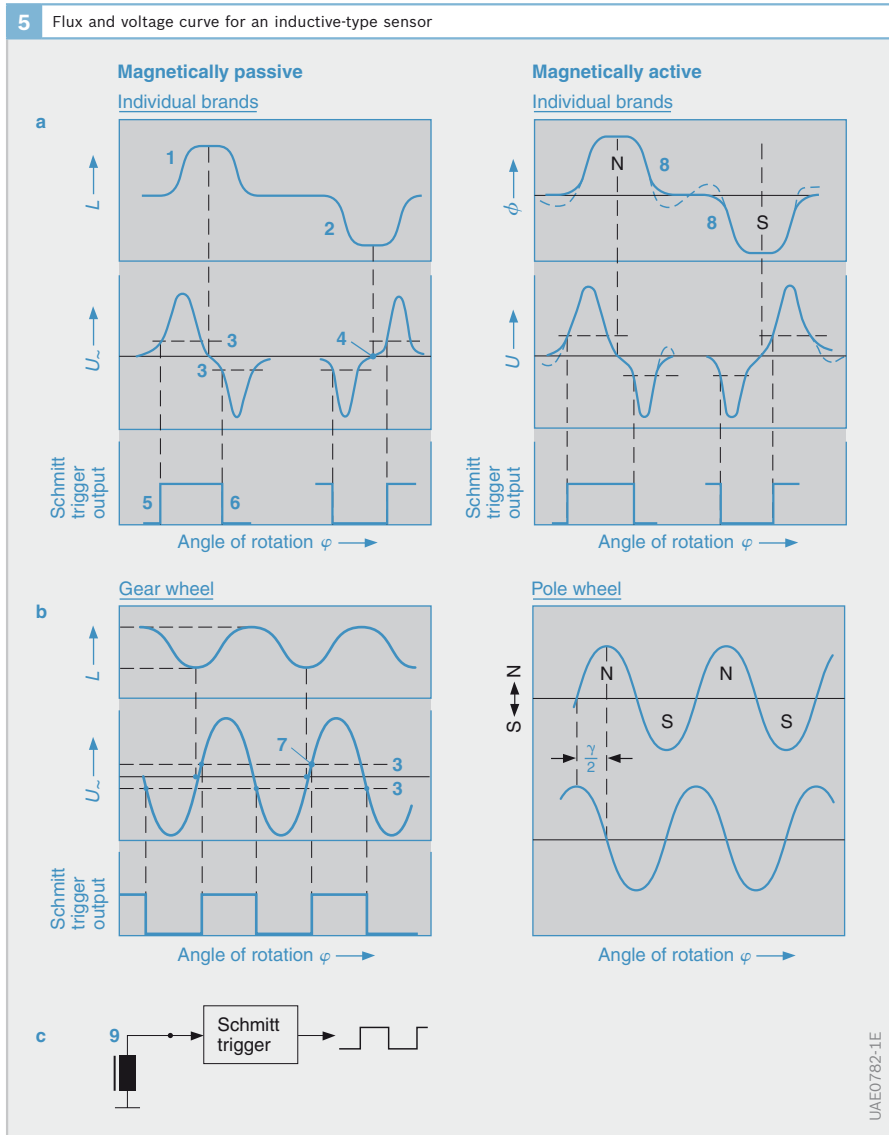 5 Flux and voltage curve for an inductive-type sensor
Magnetically passive
Individual brands
Magnetically active
Individual brands
a
L
1
2
ϕ
N
8
8
S
U~
3
3
4
U
Schmitt
trigger
output
5
6
Angle of rotation φ
Schmitt
trigger
output
Angle of rotation φ
b
Gear wheel
Pole wheel
L
U~
7
3
3
S N
N
N
S
S
γ/2
Schmitt
trigger
output
Angle of rotation φ
Angle of rotation φ
c
9
Schmitt
trigger
UAE0782-1E